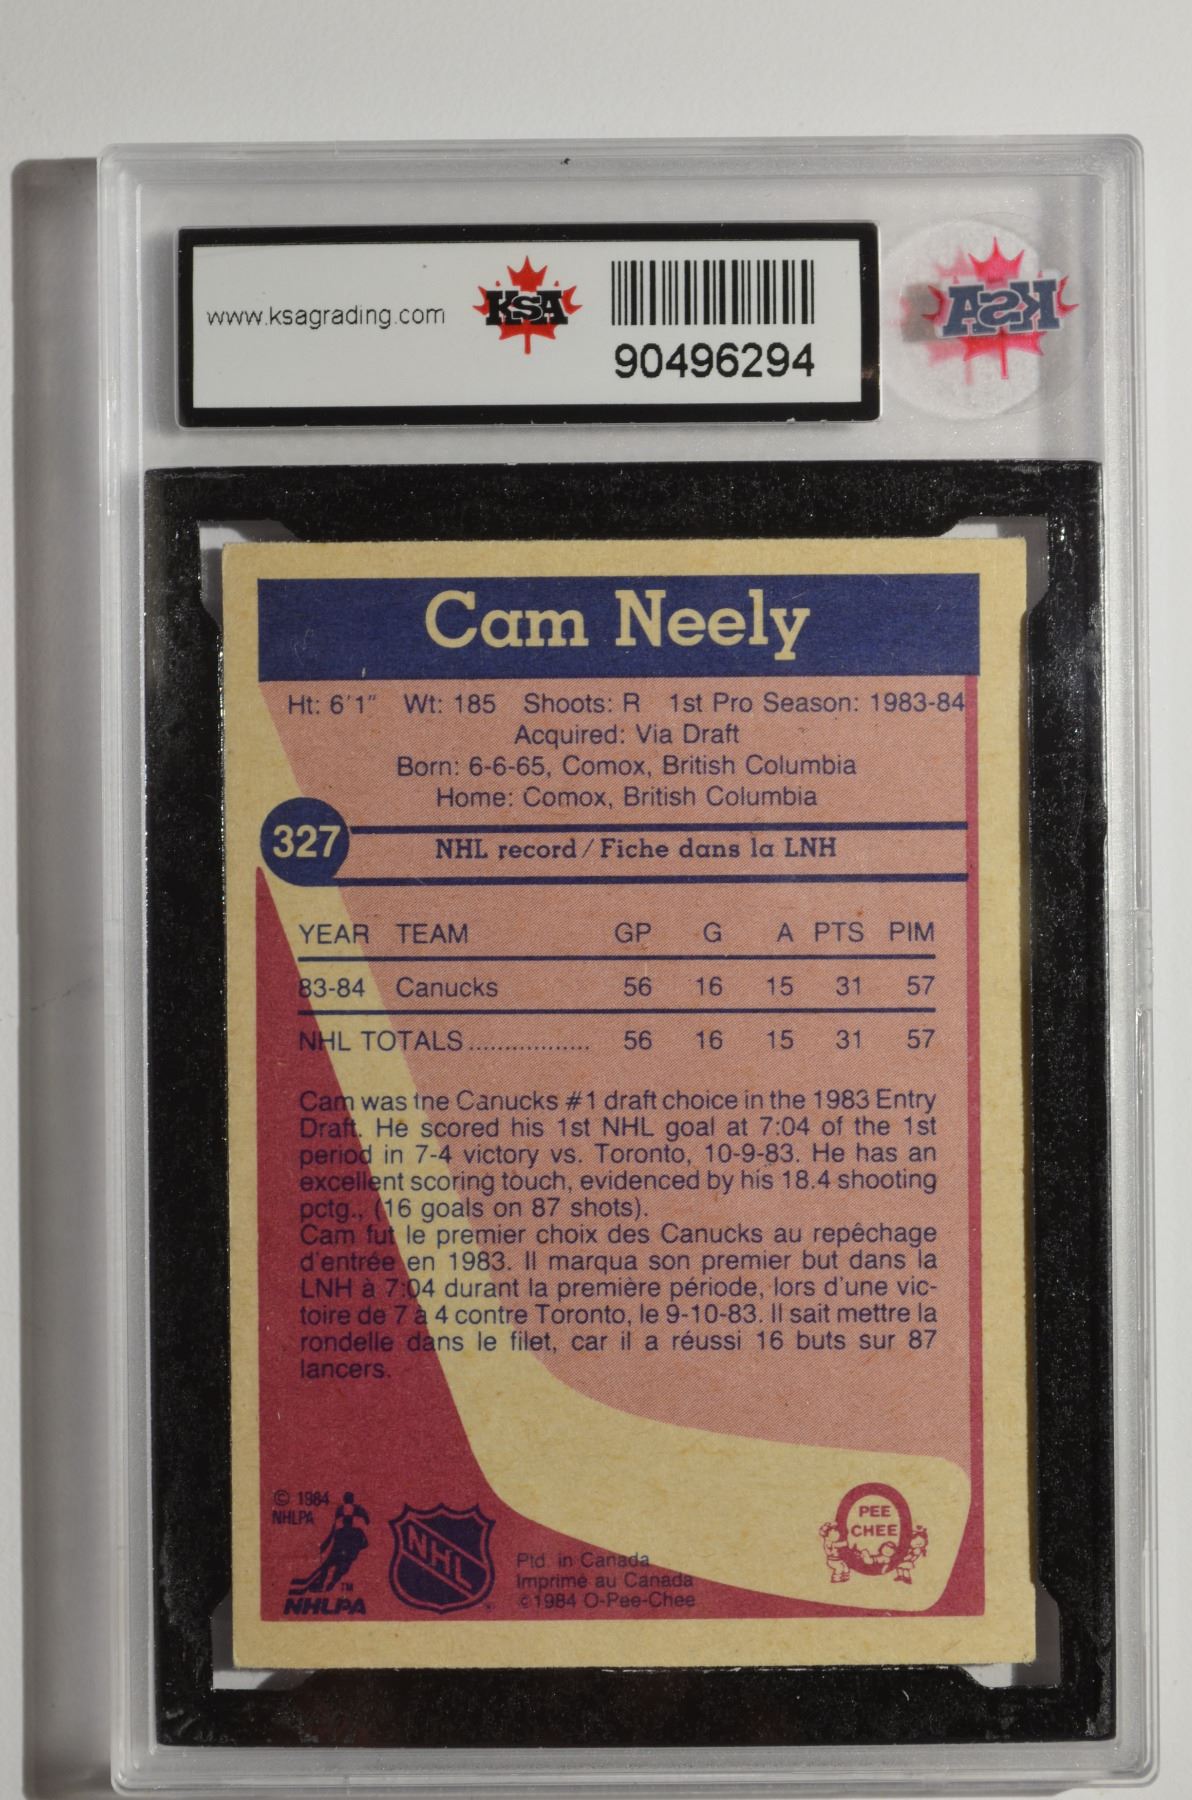 www.ksagrading.com
KSA
90496294
KSA
Cam Neely
Ht: 6'1" Wt: 185 Shoots: R 1st Pro Season: 1983-84
Acquired: Via Draft
Born: 6-6-65, Comox, British Columbia
Home: Comox, British Columbia
327
NHL record/Fiche dans la LNH
YEAR TEAM GP G A PTS PIM
83-84 Canucks 56 16 15 31 57
NHL TOTALS ................. 56 16 15 31 57
Cam was the Canucks #1 draft choice in the 1983 Entry
Draft. He scored his 1st NHL goal at 7:04 of the 1st
period in 7-4 victory vs. Toronto, 10-9-83. He has an
excellent scoring touch, evidenced by his 18.4 shooting
pctg., (16 goals on 87 shots).
Cam fut le premier choix des Canucks au repêchage
d'entrée en 1983. Il marqua son premier but dans la
LNH à 7:04 durant la première période, lors d'une vic-
toire de 7 à 4 contre Toronto, le 9-10-83. Il sait mettre la
rondelle dans le filet, car il a réussi 16 buts sur 87
lancers.
© 1984
NHLPA
TM
NHLPA
NHL
Ptd. in Canada
Imprimé au Canada
©1984 O-Pee-Chee
PEE
CHEE